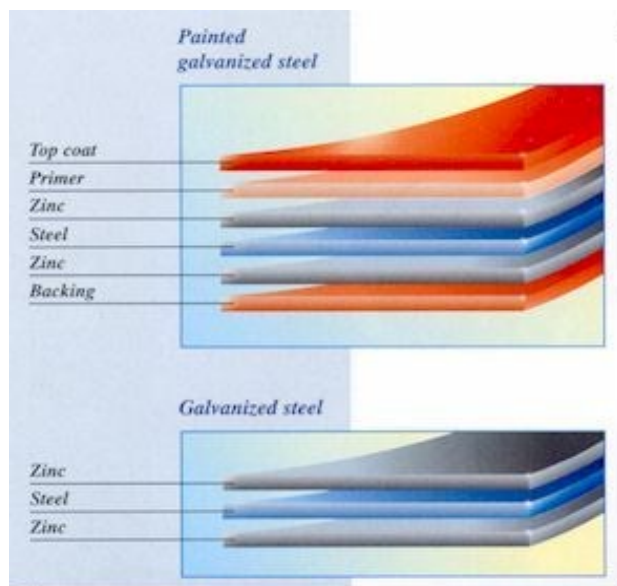 Painted
galvanized steel
Top coat
Primer
Zinc
Steel
Zinc
Backing
Galvanized steel
Zinc
Steel
Zinc